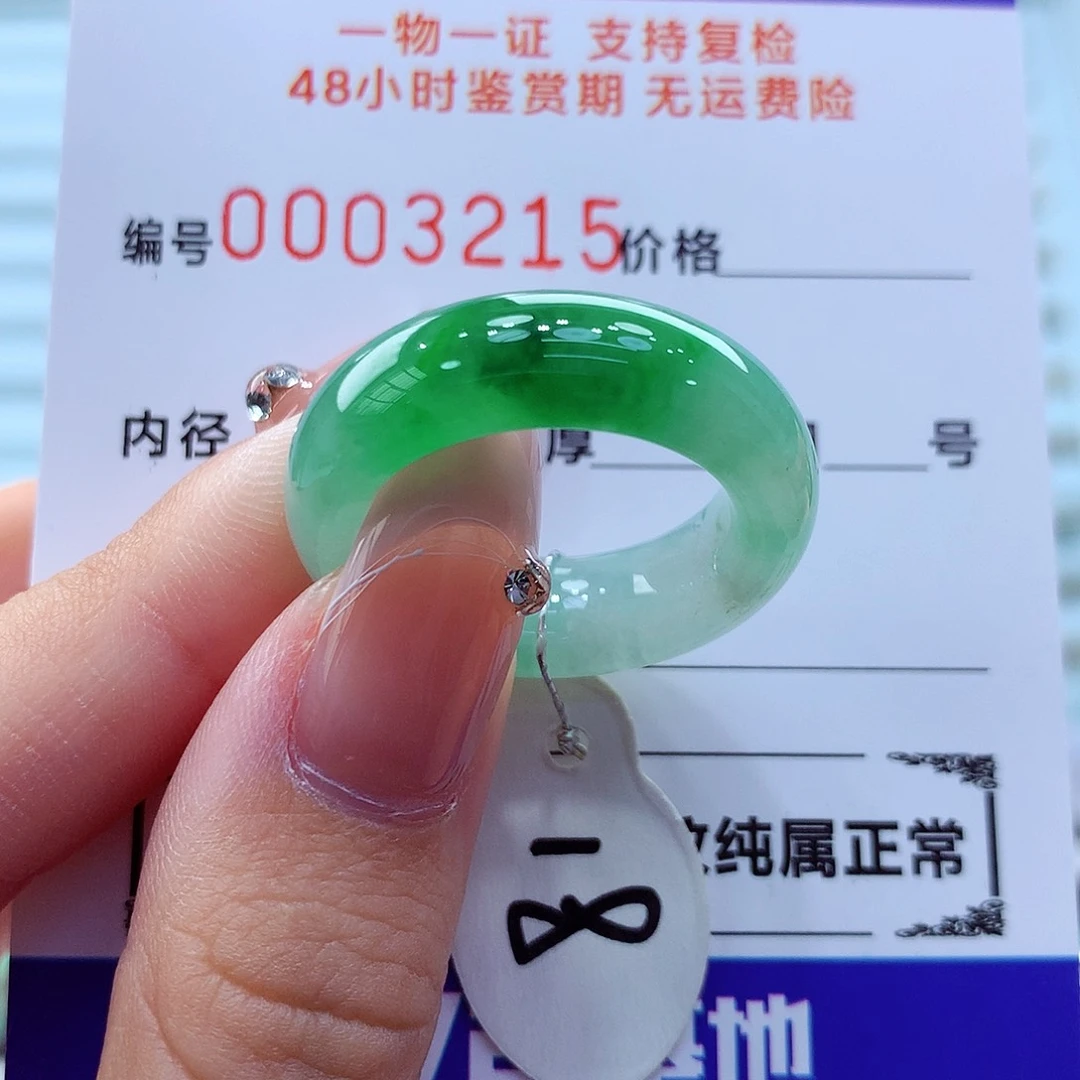 一物一证 支持复检
48小时鉴赏期 无运费险
编号0003215价格
内径 厚 号
纯属正常
18
基地